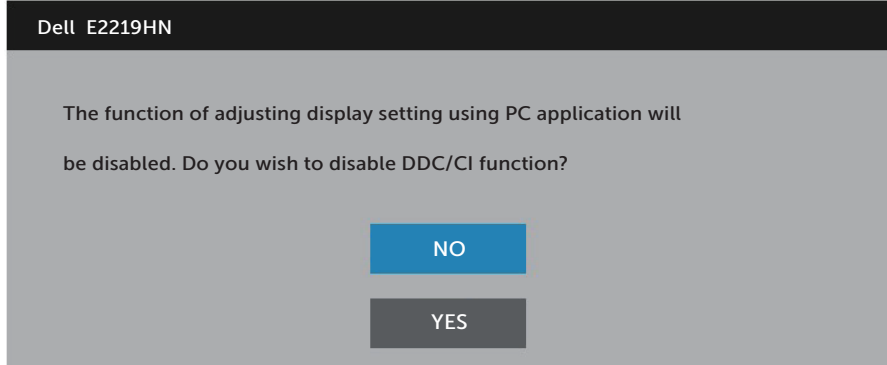 Dell E2219HN
The function of adjusting display setting using PC application will
be disabled. Do you wish to disable DDC/CI function?
NO
YES